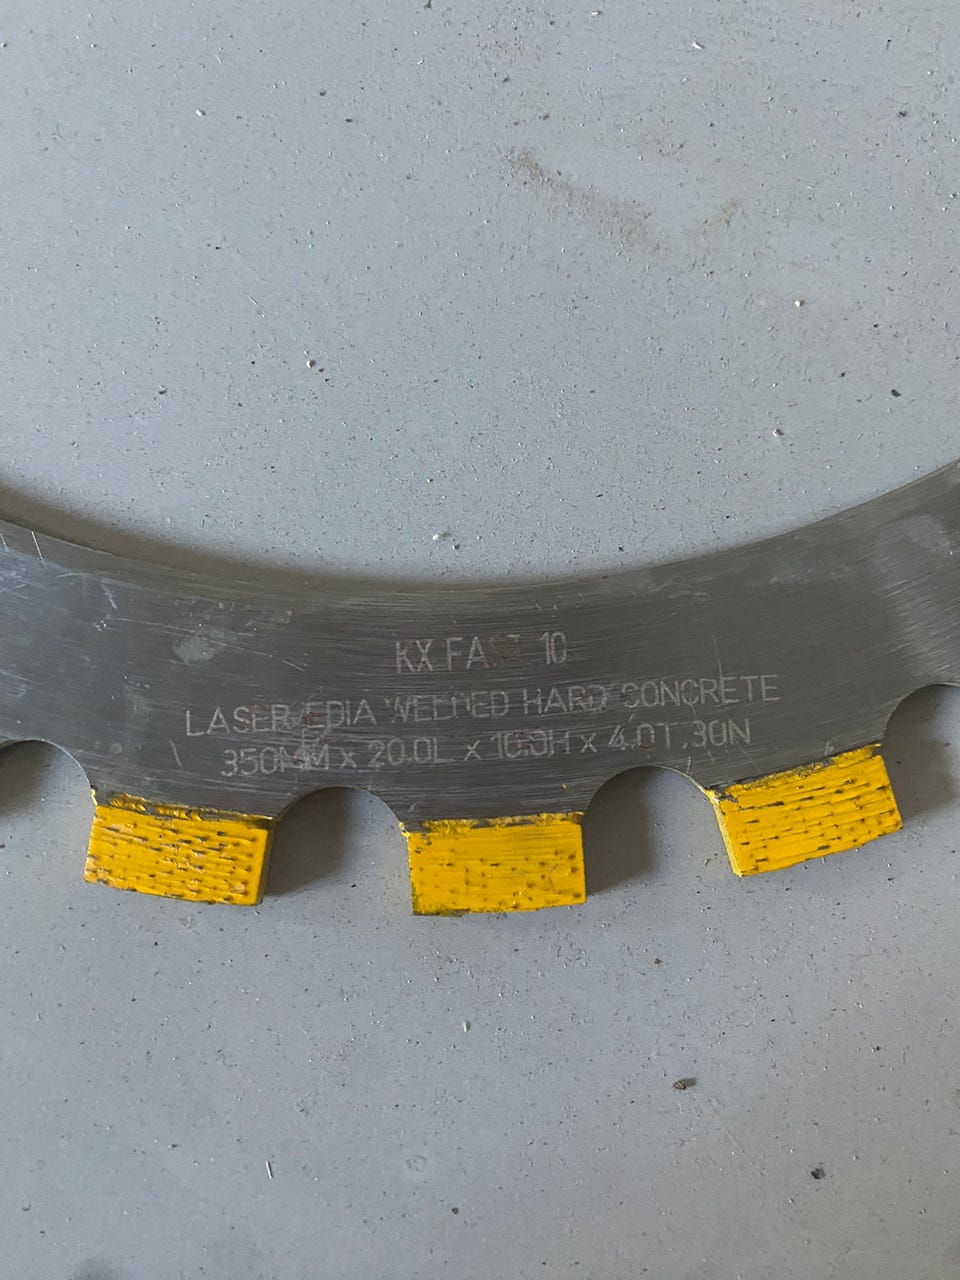 KX FAST 10
LASER EDIA WELDED HARD CONCRETE
350MM x 20.0L x 10.0H x 4.0T.30N